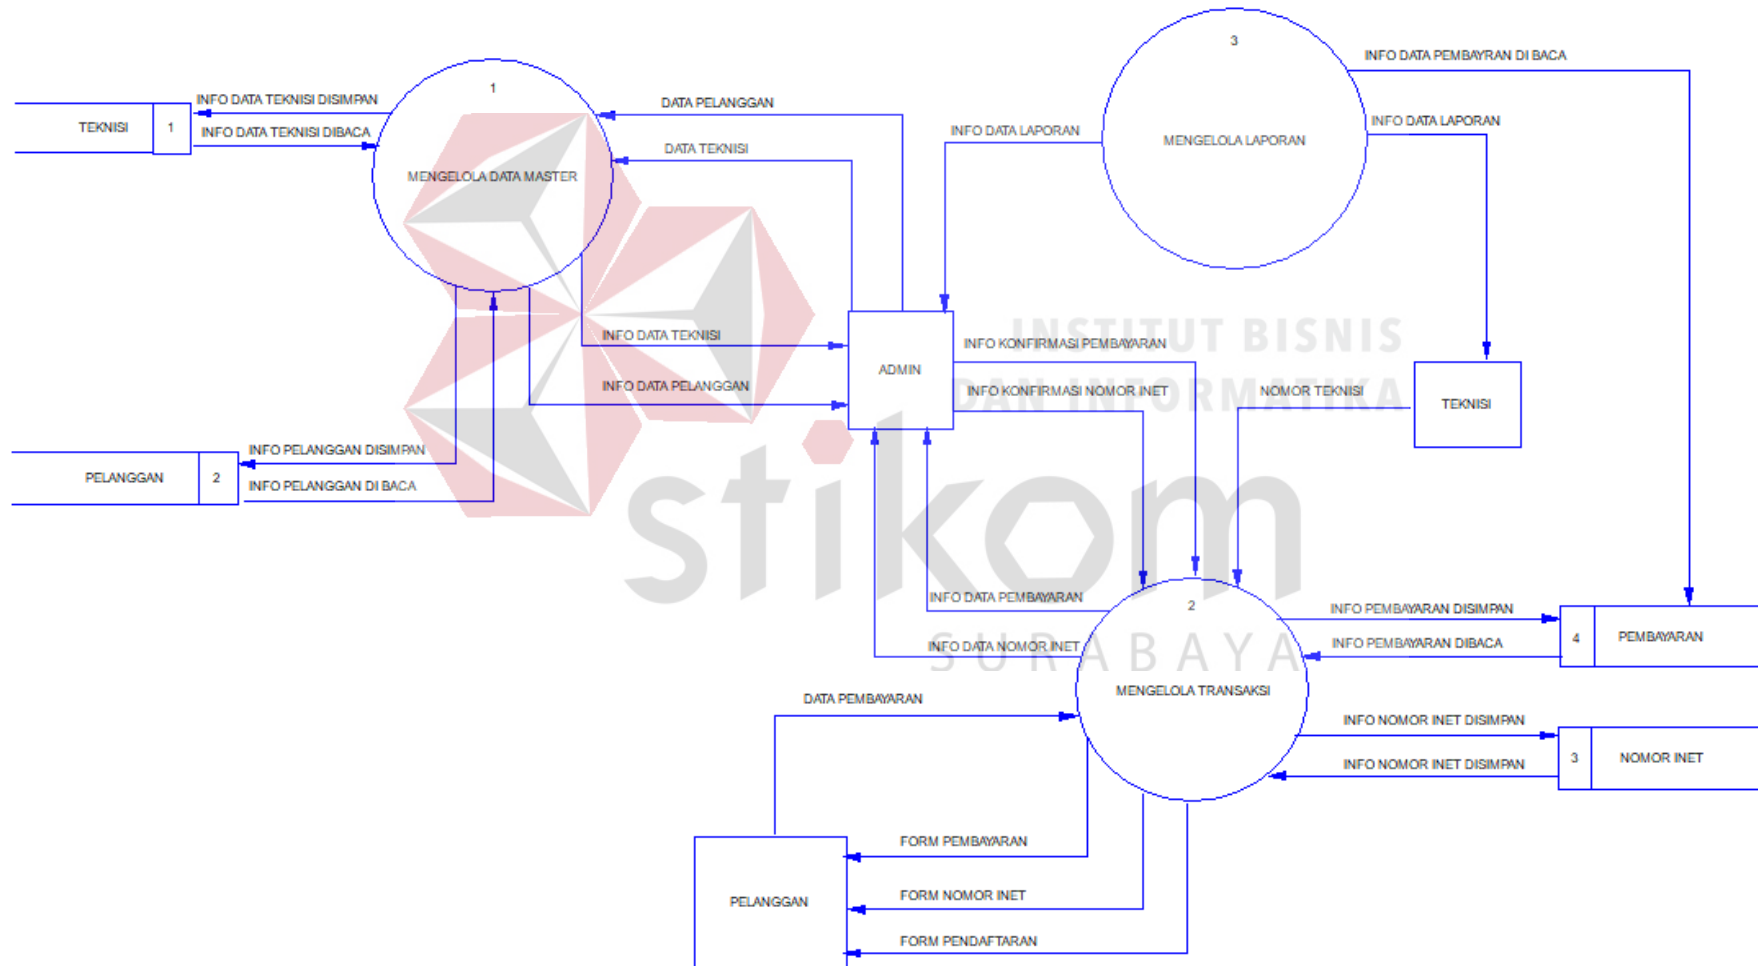 3
INFO DATA PEMBAYRAN DI BACA
1
INFO DATA TEKNISI DISIMPAN
DATA PELANGGAN
TEKNISI
1
INFO DATA TEKNISI DIBACA
INFO DATA LAPORAN
INFO DATA LAPORAN
DATA TEKNISI
MENGELOLA LAPORAN
MENGELOLA DATA MASTER
INSTITUT BISNIS
DAN INFORMATIKA
INFO DATA TEKNISI
INFO KONFIRMASI PEMBAYARAN
ADMIN
INFO DATA PELANGGAN
INFO KONFIRMASI NOMOR INET
NOMOR TEKNISI
TEKNISI
INFO PELANGGAN DISIMPAN
PELANGGAN
2
INFO PELANGGAN DI BACA
stikom
SURABAYA
INFO DATA PEMBAYARAN
2
INFO PEMBAYARAN DISIMPAN
4
PEMBAYARAN
INFO DATA NOMOR INET
INFO PEMBAYARAN DIBACA
MENGELOLA TRANSAKSI
DATA PEMBAYARAN
INFO NOMOR INET DISIMPAN
3
NOMOR INET
INFO NOMOR INET DISIMPAN
FORM PEMBAYARAN
PELANGGAN
FORM NOMOR INET
FORM PENDAFTARAN